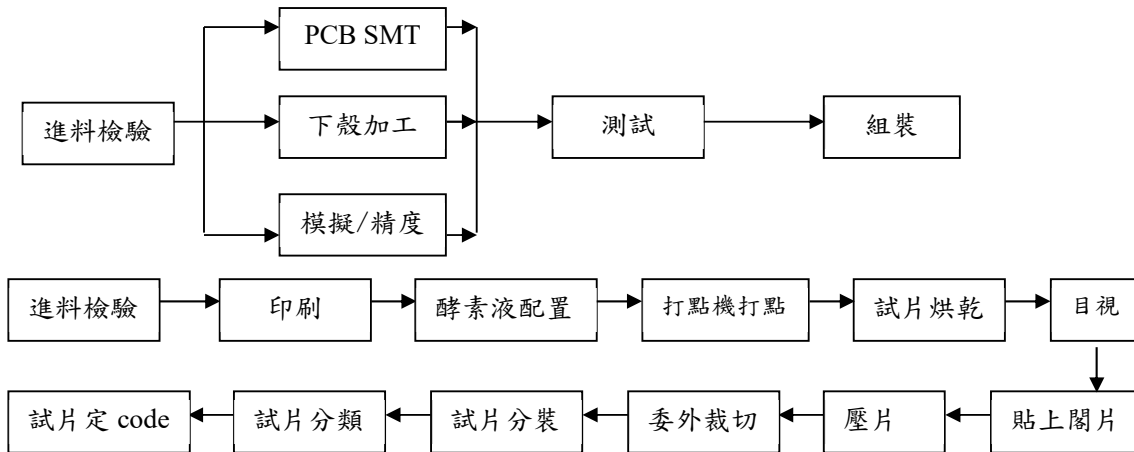 PCB SMT
進料檢驗
下殼加工
測試
組裝
模擬/精度
進料檢驗
印刷
酵素液配置
打點機打點
試片烘乾
目視
試片定 code
試片分類
試片分裝
委外裁切
壓片
貼上閣片